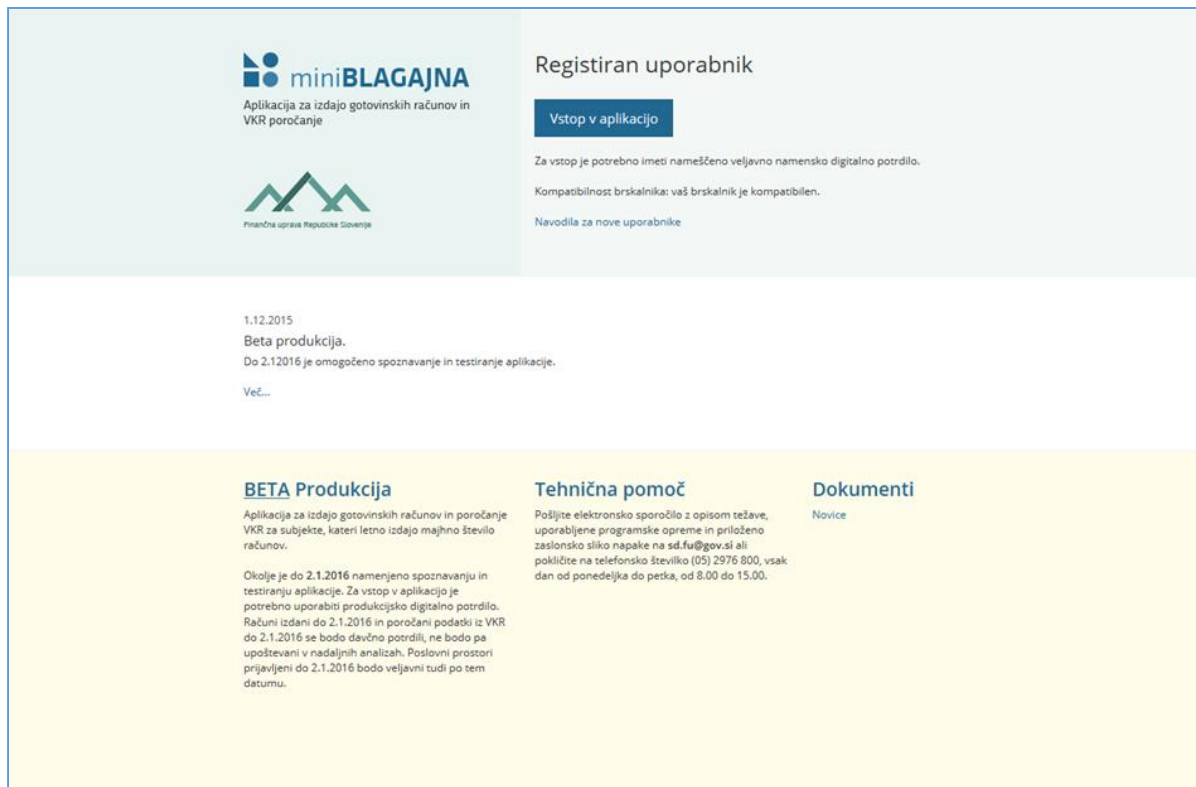 miniBLAGAJNA
Aplikacija za izdajo gotovinskih računov in
VKR poročanje
Finančna uprava Republike Slovenije
Registiran uporabnik
Vstop v aplikacijo
Za vstop je potrebno imeti nameščeno veljavno namensko digitalno potrdilo.
Kompatibilnost brskalnika: vaš brskalnik je kompatibilen.
Navodila za nove uporabnike
1.12.2015
Beta produkcija.
Do 2.12016 je omogočeno spoznavanje in testiranje aplikacije.
Več...
BETA Produkcija
Aplikacija za izdajo gotovinskih računov in poročanje
VKR za subjekte, kateri letno izdajo majhno število
računov.
Okolje je do 2.1.2016 namenjeno spoznavanju in
testiranju aplikacije. Za vstop v aplikacijo je
potrebno uporabiti produkcijsko digitalno potrdilo.
Računi izdani do 2.1.2016 in poročani podatki iz VKR
do 2.1.2016 se bodo davčno potrdili, ne bodo pa
upoštevani v nadaljnih analizah. Poslovni prostori
prijavljeni do 2.1.2016 bodo veljavni tudi po tem
datumu.
Tehnična pomoč
Pošljite elektronsko sporočilo z opisom težave,
uporabljene programske opreme in priloženo
zaslonsko sliko napake na sd.fu@gov.si ali
pokličite na telefonsko številko (05) 2976 800, vsak
dan od ponedeljka do petka, od 8.00 do 15.00.
Dokumenti
Novice